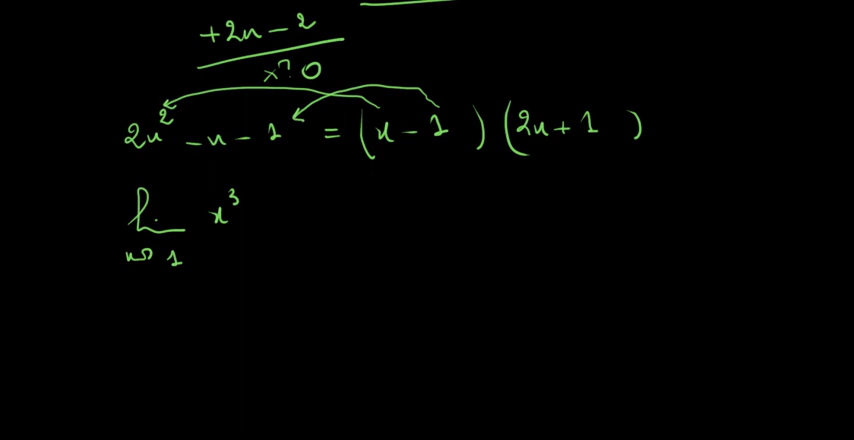 +2x - 2
x? 0
2x² - x - 1 = (x - 1) (2x + 1)
lim x³
x→1